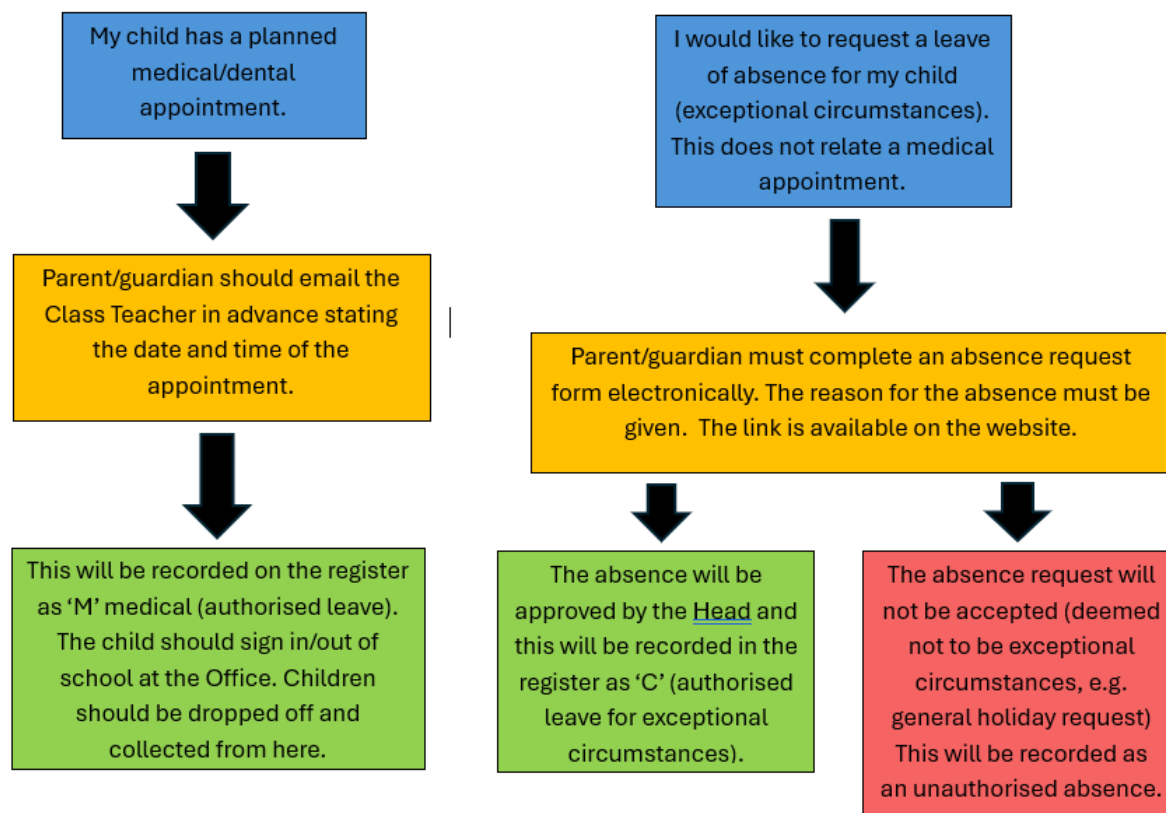 My child has a planned
medical/dental
appointment.
Parent/guardian should email the
Class Teacher in advance stating
the date and time of the
appointment.
This will be recorded on the register
as ‘M’ medical (authorised leave).
The child should sign in/out of
school at the Office. Children
should be dropped off and
collected from here.
I would like to request a leave
of absence for my child
(exceptional circumstances).
This does not relate a medical
appointment.
Parent/guardian must complete an absence request
form electronically. The reason for the absence must be
given.  The link is available on the website.
The absence will be
approved by the Head and
this will be recorded in the
register as ‘C’ (authorised
leave for exceptional
circumstances).
The absence request will
not be accepted (deemed
not to be exceptional
circumstances, e.g.
general holiday request)
This will be recorded as
an unauthorised absence.